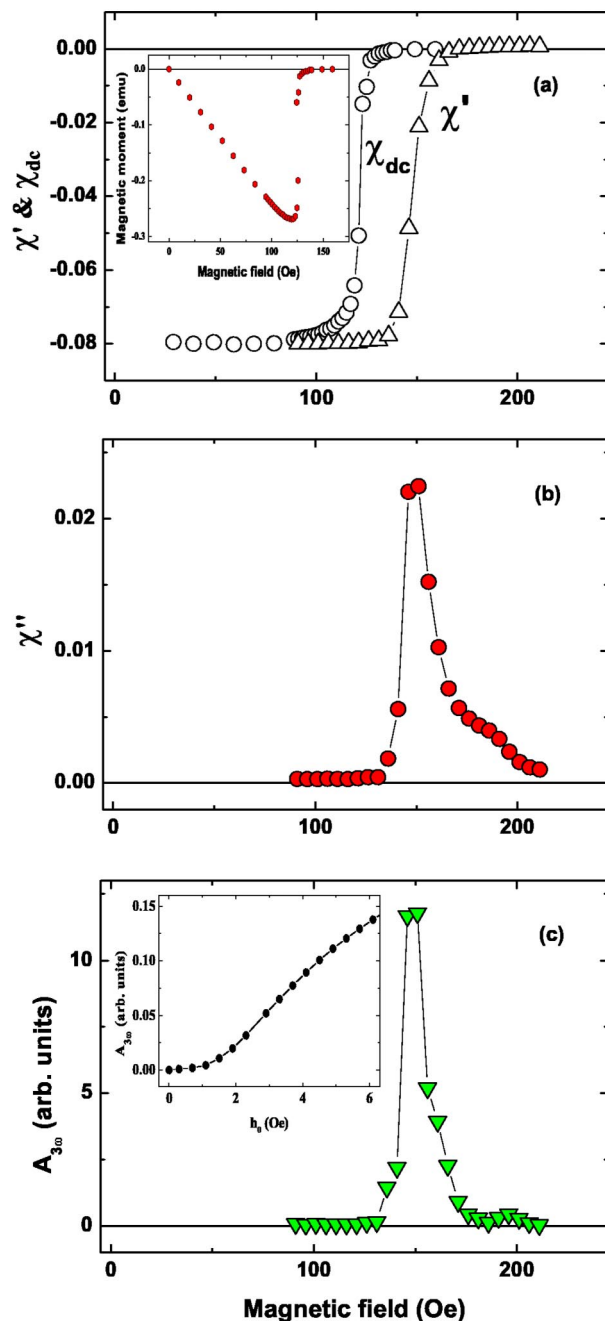 0.00
-0.02
-0.04
-0.06
-0.08
χ' & χdc
0.0
-0.1
-0.2
-0.3
Magnetic moment (emu)
0 50 100 150
Magnetic field (Oe)
(a)
χdc
χ'
0 100 200
0.02
0.01
0.00
χ''
(b)
0 100 200
10
5
0
A3ω (arb. units)
0.15
0.10
0.05
0.00
A3ω (arb. units)
0 2 4 6
h0 (Oe)
(c)
0 100 200
Magnetic field (Oe)